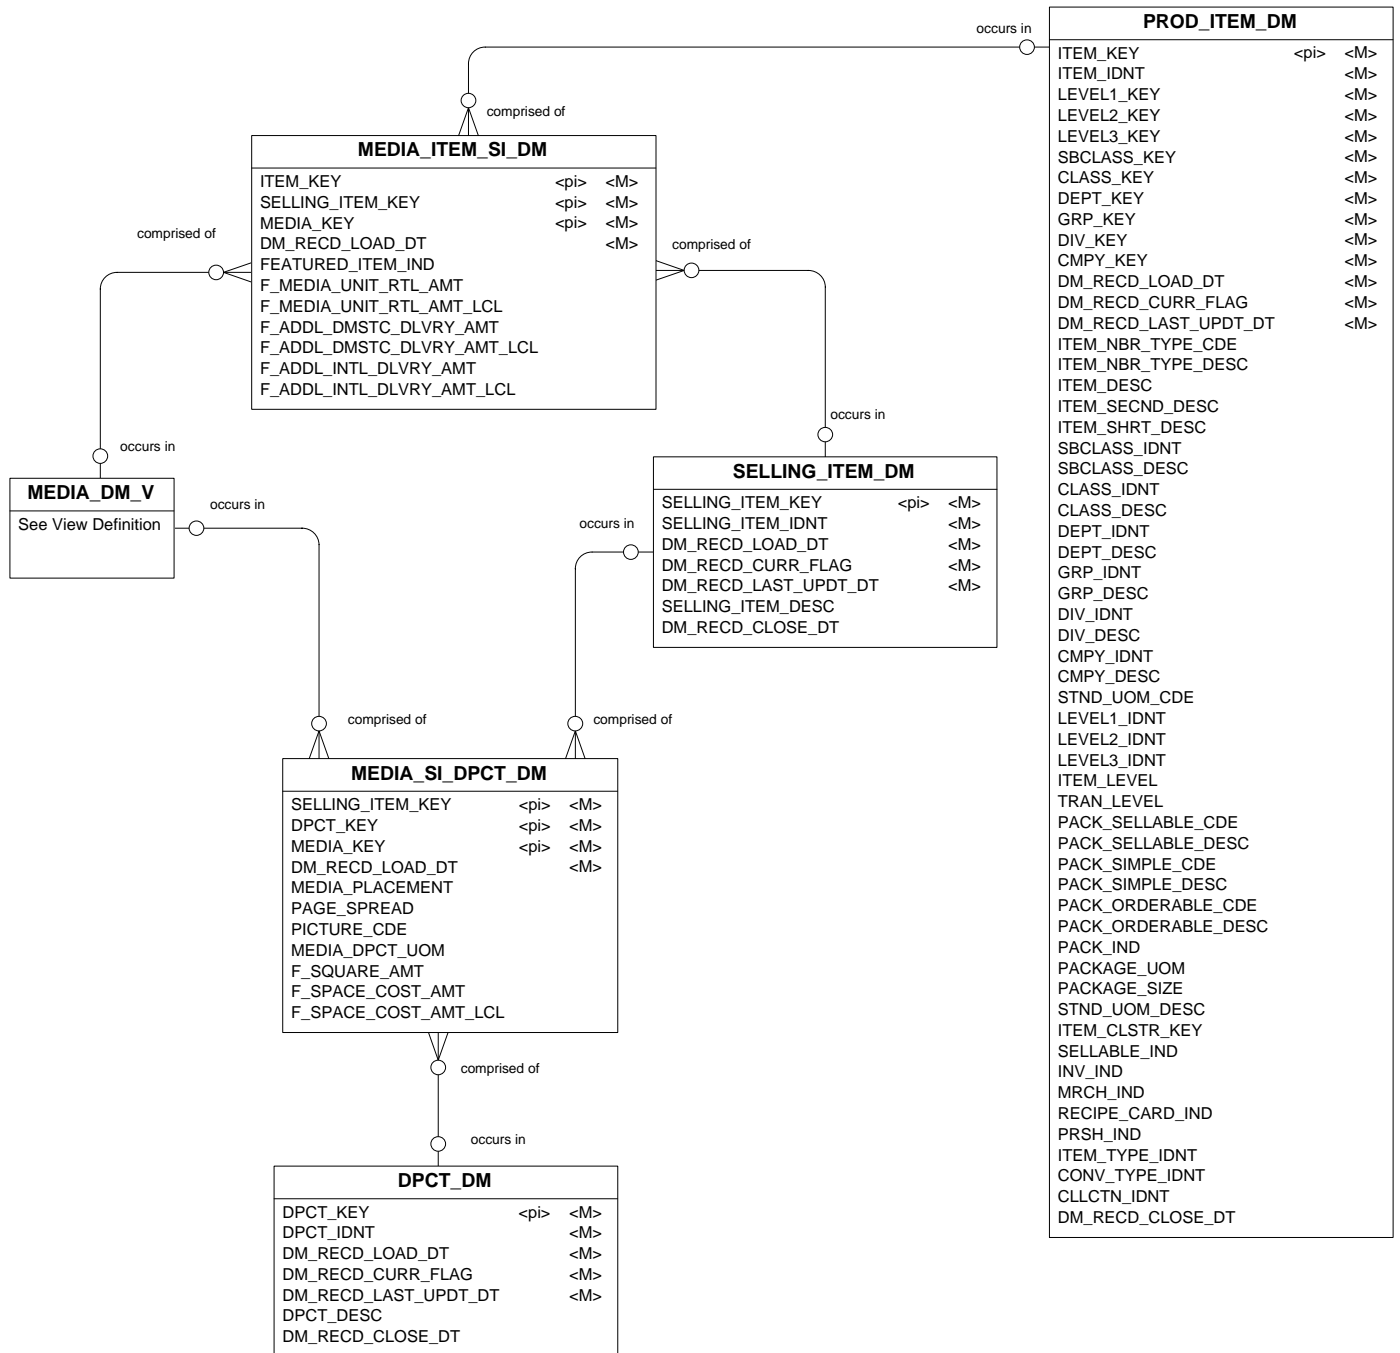 occurs in
comprised of
PROD_ITEM_DM
ITEM_KEY <pi> <M>
ITEM_IDNT <M>
LEVEL1_KEY <M>
LEVEL2_KEY <M>
LEVEL3_KEY <M>
SBCLASS_KEY <M>
CLASS_KEY <M>
DEPT_KEY <M>
GRP_KEY <M>
DIV_KEY <M>
CMPY_KEY <M>
DM_RECD_LOAD_DT <M>
DM_RECD_CURR_FLAG <M>
DM_RECD_LAST_UPDT_DT <M>
ITEM_NBR_TYPE_CDE
ITEM_NBR_TYPE_DESC
ITEM_DESC
ITEM_SECND_DESC
ITEM_SHRT_DESC
SBCLASS_IDNT
SBCLASS_DESC
CLASS_IDNT
CLASS_DESC
DEPT_IDNT
DEPT_DESC
GRP_IDNT
GRP_DESC
DIV_IDNT
DIV_DESC
CMPY_IDNT
CMPY_DESC
STND_UOM_CDE
LEVEL1_IDNT
LEVEL2_IDNT
LEVEL3_IDNT
ITEM_LEVEL
TRAN_LEVEL
PACK_SELLABLE_CDE
PACK_SELLABLE_DESC
PACK_SIMPLE_CDE
PACK_SIMPLE_DESC
PACK_ORDERABLE_CDE
PACK_ORDERABLE_DESC
PACK_IND
PACKAGE_UOM
PACKAGE_SIZE
STND_UOM_DESC
ITEM_CLSTR_KEY
SELLABLE_IND
INV_IND
MRCH_IND
RECIPE_CARD_IND
PRSH_IND
ITEM_TYPE_IDNT
CONV_TYPE_IDNT
CLLCTN_IDNT
DM_RECD_CLOSE_DT
MEDIA_ITEM_SI_DM
ITEM_KEY <pi> <M>
SELLING_ITEM_KEY <pi> <M>
MEDIA_KEY <pi> <M>
DM_RECD_LOAD_DT <M>
FEATURED_ITEM_IND
F_MEDIA_UNIT_RTL_AMT
F_MEDIA_UNIT_RTL_AMT_LCL
F_ADDL_DMSTC_DLVRY_AMT
F_ADDL_DMSTC_DLVRY_AMT_LCL
F_ADDL_INTL_DLVRY_AMT
F_ADDL_INTL_DLVRY_AMT_LCL
comprised of
comprised of
occurs in
occurs in
MEDIA_DM_V
See View Definition
occurs in
SELLING_ITEM_DM
SELLING_ITEM_KEY <pi> <M>
SELLING_ITEM_IDNT <M>
DM_RECD_LOAD_DT <M>
DM_RECD_CURR_FLAG <M>
DM_RECD_LAST_UPDT_DT <M>
SELLING_ITEM_DESC
DM_RECD_CLOSE_DT
occurs in
comprised of
comprised of
MEDIA_SI_DPCT_DM
SELLING_ITEM_KEY <pi> <M>
DPCT_KEY <pi> <M>
MEDIA_KEY <pi> <M>
DM_RECD_LOAD_DT <M>
MEDIA_PLACEMENT
PAGE_SPREAD
PICTURE_CDE
MEDIA_DPCT_UOM
F_SQUARE_AMT
F_SPACE_COST_AMT
F_SPACE_COST_AMT_LCL
comprised of
occurs in
DPCT_DM
DPCT_KEY <pi> <M>
DPCT_IDNT <M>
DM_RECD_LOAD_DT <M>
DM_RECD_CURR_FLAG <M>
DM_RECD_LAST_UPDT_DT <M>
DPCT_DESC
DM_RECD_CLOSE_DT